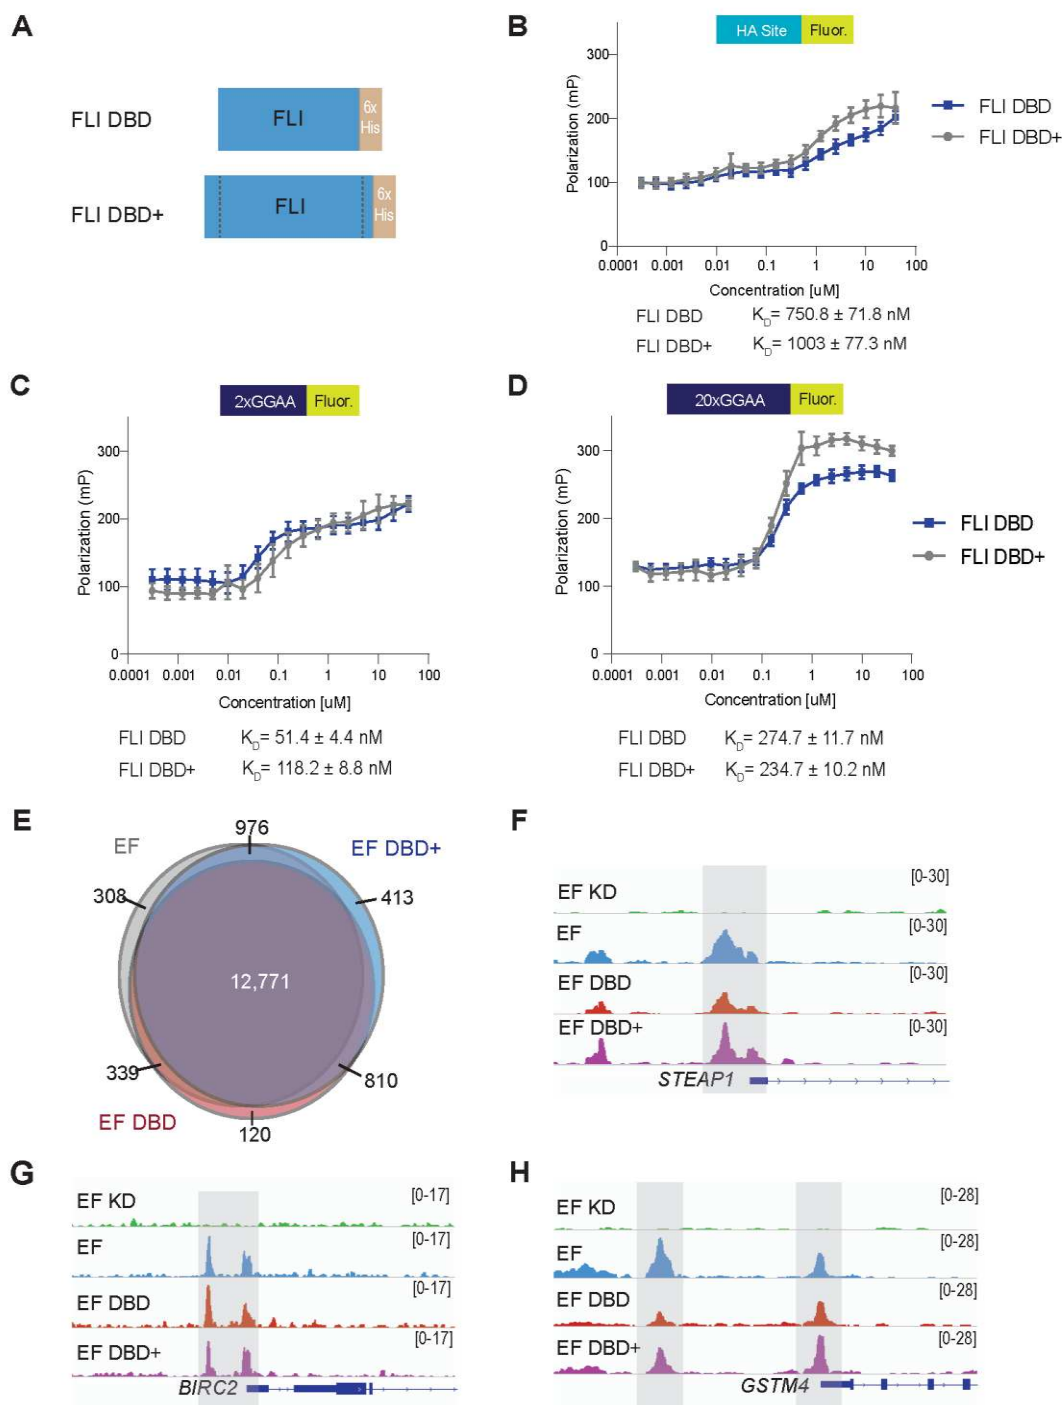 A
FLI DBD
FLI
6x
His
FLI DBD+
FLI
6x
His
B
HA Site
Fluor.
Polarization (mP)
300
200
100
0
0.0001
0.001
0.01
0.1
1
10
100
Concentration [uM]
FLI DBD
FLI DBD+
FLI DBD K_D= 750.8 ± 71.8 nM
FLI DBD+ K_D= 1003 ± 77.3 nM
C
2xGGAA
Fluor.
Polarization (mP)
300
200
100
0
0.0001
0.001
0.01
0.1
1
10
100
Concentration [uM]
FLI DBD K_D= 51.4 ± 4.4 nM
FLI DBD+ K_D= 118.2 ± 8.8 nM
D
20xGGAA
Fluor.
Polarization (mP)
300
200
100
0
0.0001
0.001
0.01
0.1
1
10
100
Concentration [uM]
FLI DBD
FLI DBD+
FLI DBD K_D= 274.7 ± 11.7 nM
FLI DBD+ K_D= 234.7 ± 10.2 nM
E
976
EF
EF DBD+
308
413
12,771
339
810
EF DBD
120
F
EF KD [0-30]
EF [0-30]
EF DBD [0-30]
EF DBD+ [0-30]
STEAP1
G
EF KD [0-17]
EF [0-17]
EF DBD [0-17]
EF DBD+ [0-17]
BIRC2
H
EF KD [0-28]
EF [0-28]
EF DBD [0-28]
EF DBD+ [0-28]
GSTM4